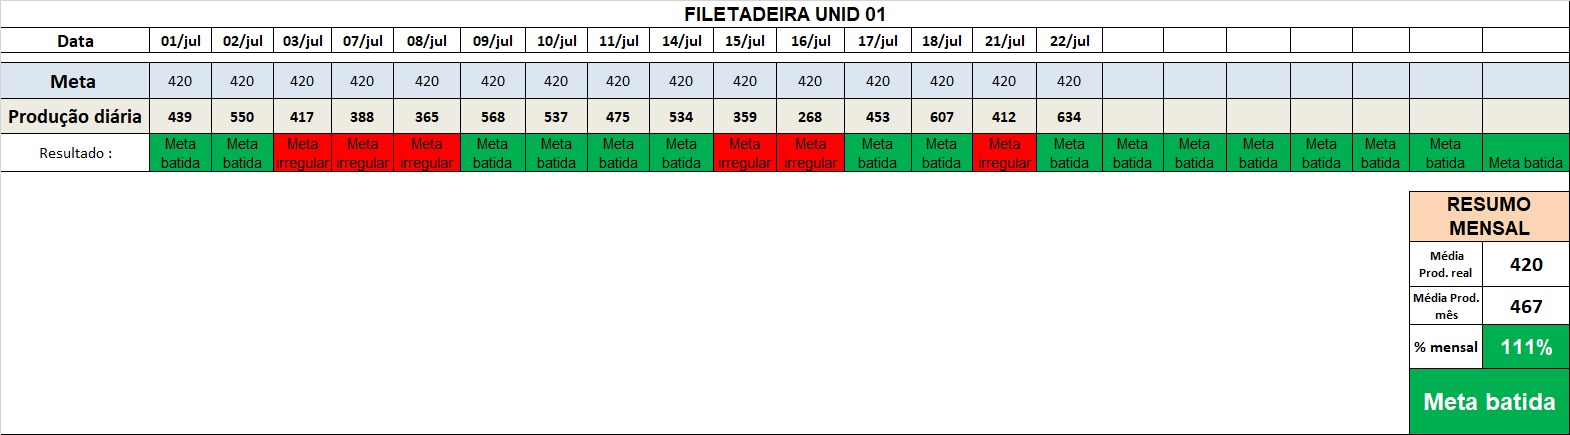 FILETADEIRA UNID 01
Data 01/jul 02/jul 03/jul 07/jul 08/jul 09/jul 10/jul 11/jul 14/jul 15/jul 16/jul 17/jul 18/jul 21/jul 22/jul
Meta 420 420 420 420 420 420 420 420 420 420 420 420 420 420 420
Produção diária 439 550 417 388 365 568 537 475 534 359 268 453 607 412 634
Meta Meta Meta Meta Meta Meta Meta Meta Meta Meta Meta Meta Meta Meta Meta Meta Meta Meta Meta Meta Meta
Resultado : batida batida irregular irregular irregular batida batida batida batida irregular irregular batida batida irregular batida batida batida batida batida batida batida Meta batida
RESUMO
MENSAL
Média
Prod. real 420
Média Prod.
mês 467
% mensal 111%
Meta batida